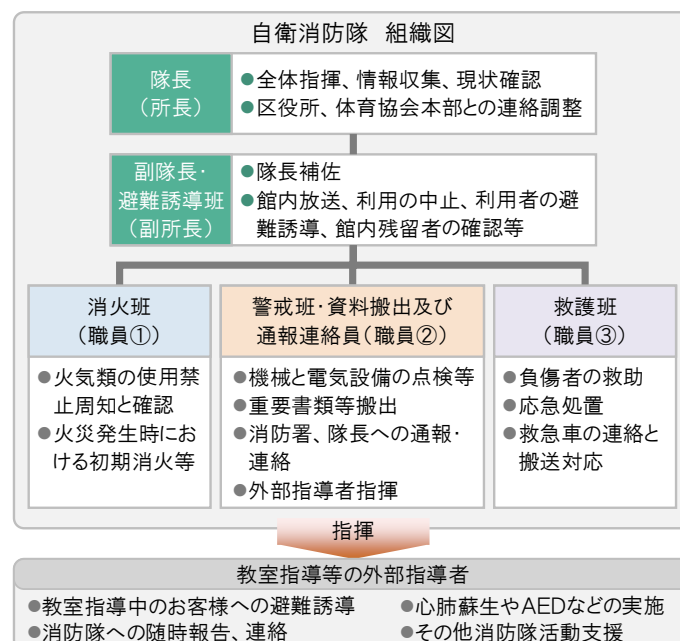 自衛消防隊 組織図
隊長
（所長）
●全体指揮、情報収集、現状確認
●区役所、体育協会本部との連絡調整
副隊長・
避難誘導班
（副所長）
●隊長補佐
●館内放送、利用の中止、利用者の避
難誘導、館内残留者の確認等
消火班
（職員①）
●火気類の使用禁
止周知と確認
●火災発生時にお
ける初期消火等
警戒班・資料搬出及び
通報連絡員（職員②）
●機械と電気設備の点検等
●重要書類等搬出
●消防署、隊長への通報・
連絡
●外部指導者指揮
救護班
（職員③）
●負傷者の救助
●応急処置
●救急車の連絡と
搬送対応
指揮
教室指導等の外部指導者
●教室指導中のお客様への避難誘導
●消防隊への随時報告、連絡
●心肺蘇生やAEDなどの実施
●その他消防隊活動支援